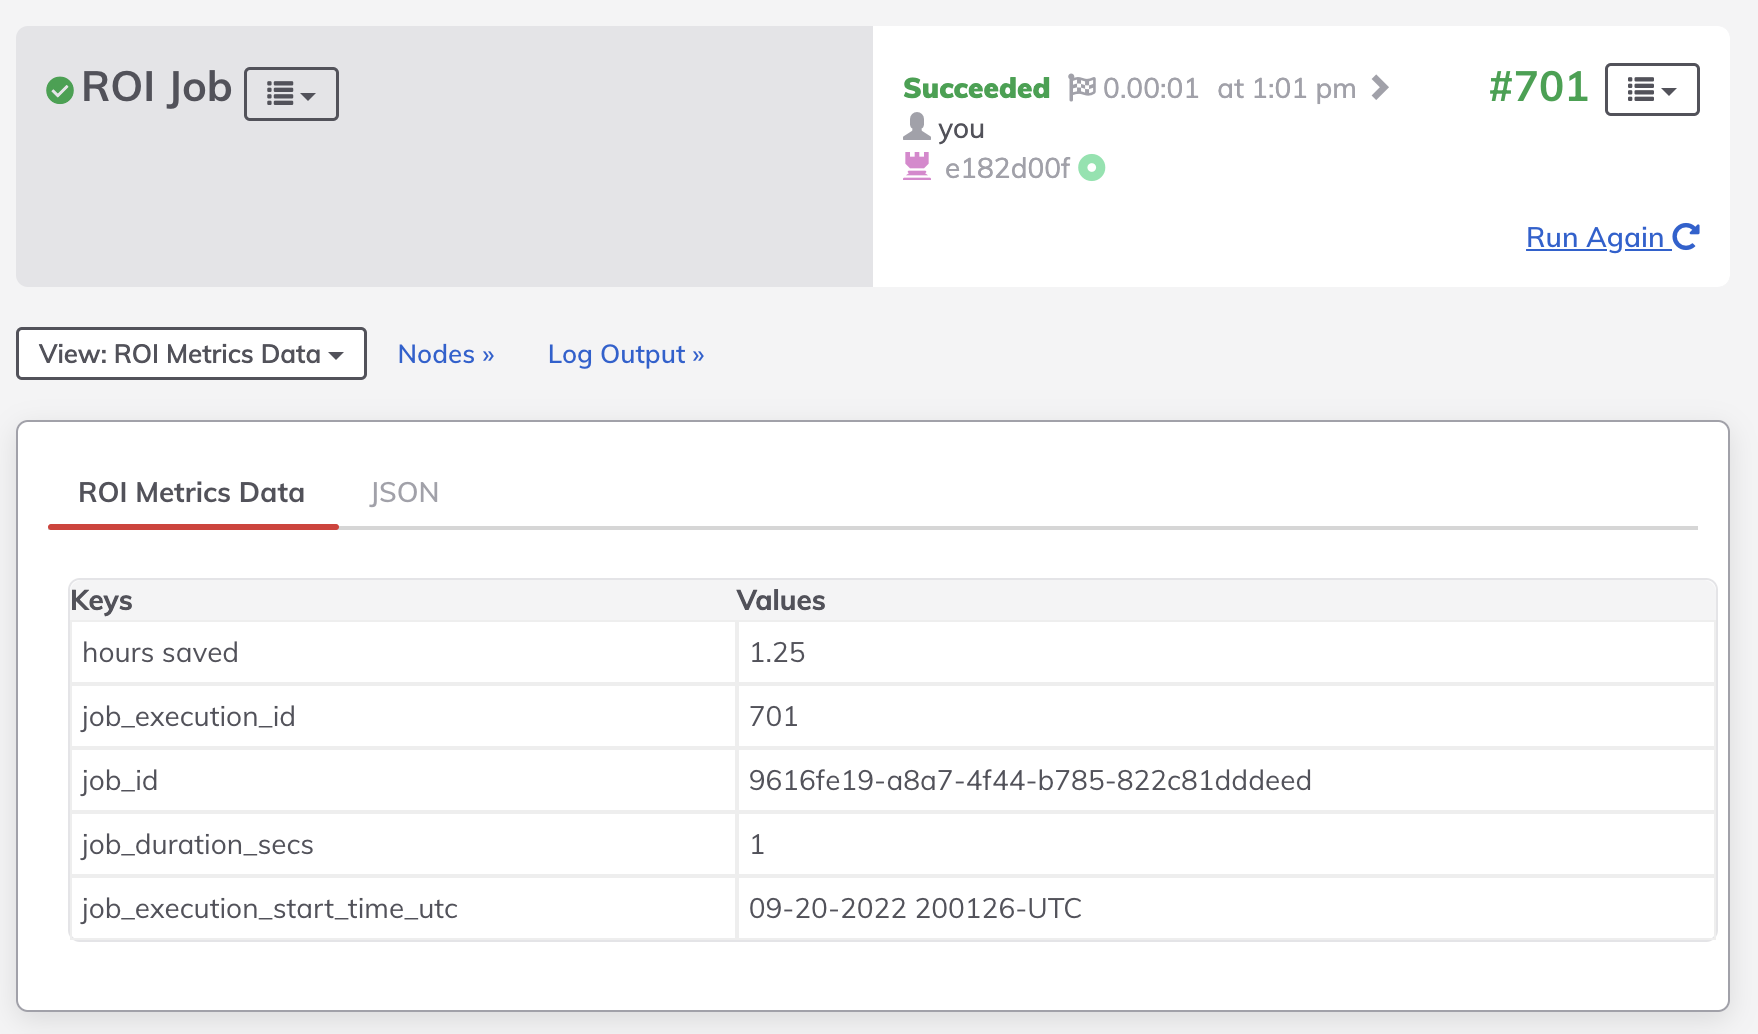 ROI Job
Succeeded 0.00:01 at 1:01 pm
#701
you
e182d00f
Run Again
View: ROI Metrics Data
Nodes »
Log Output »
ROI Metrics Data
JSON
Keys Values
hours saved 1.25
job_execution_id 701
job_id 9616fe19-a8a7-4f44-b785-822c81dddeed
job_duration_secs 1
job_execution_start_time_utc 09-20-2022 200126-UTC